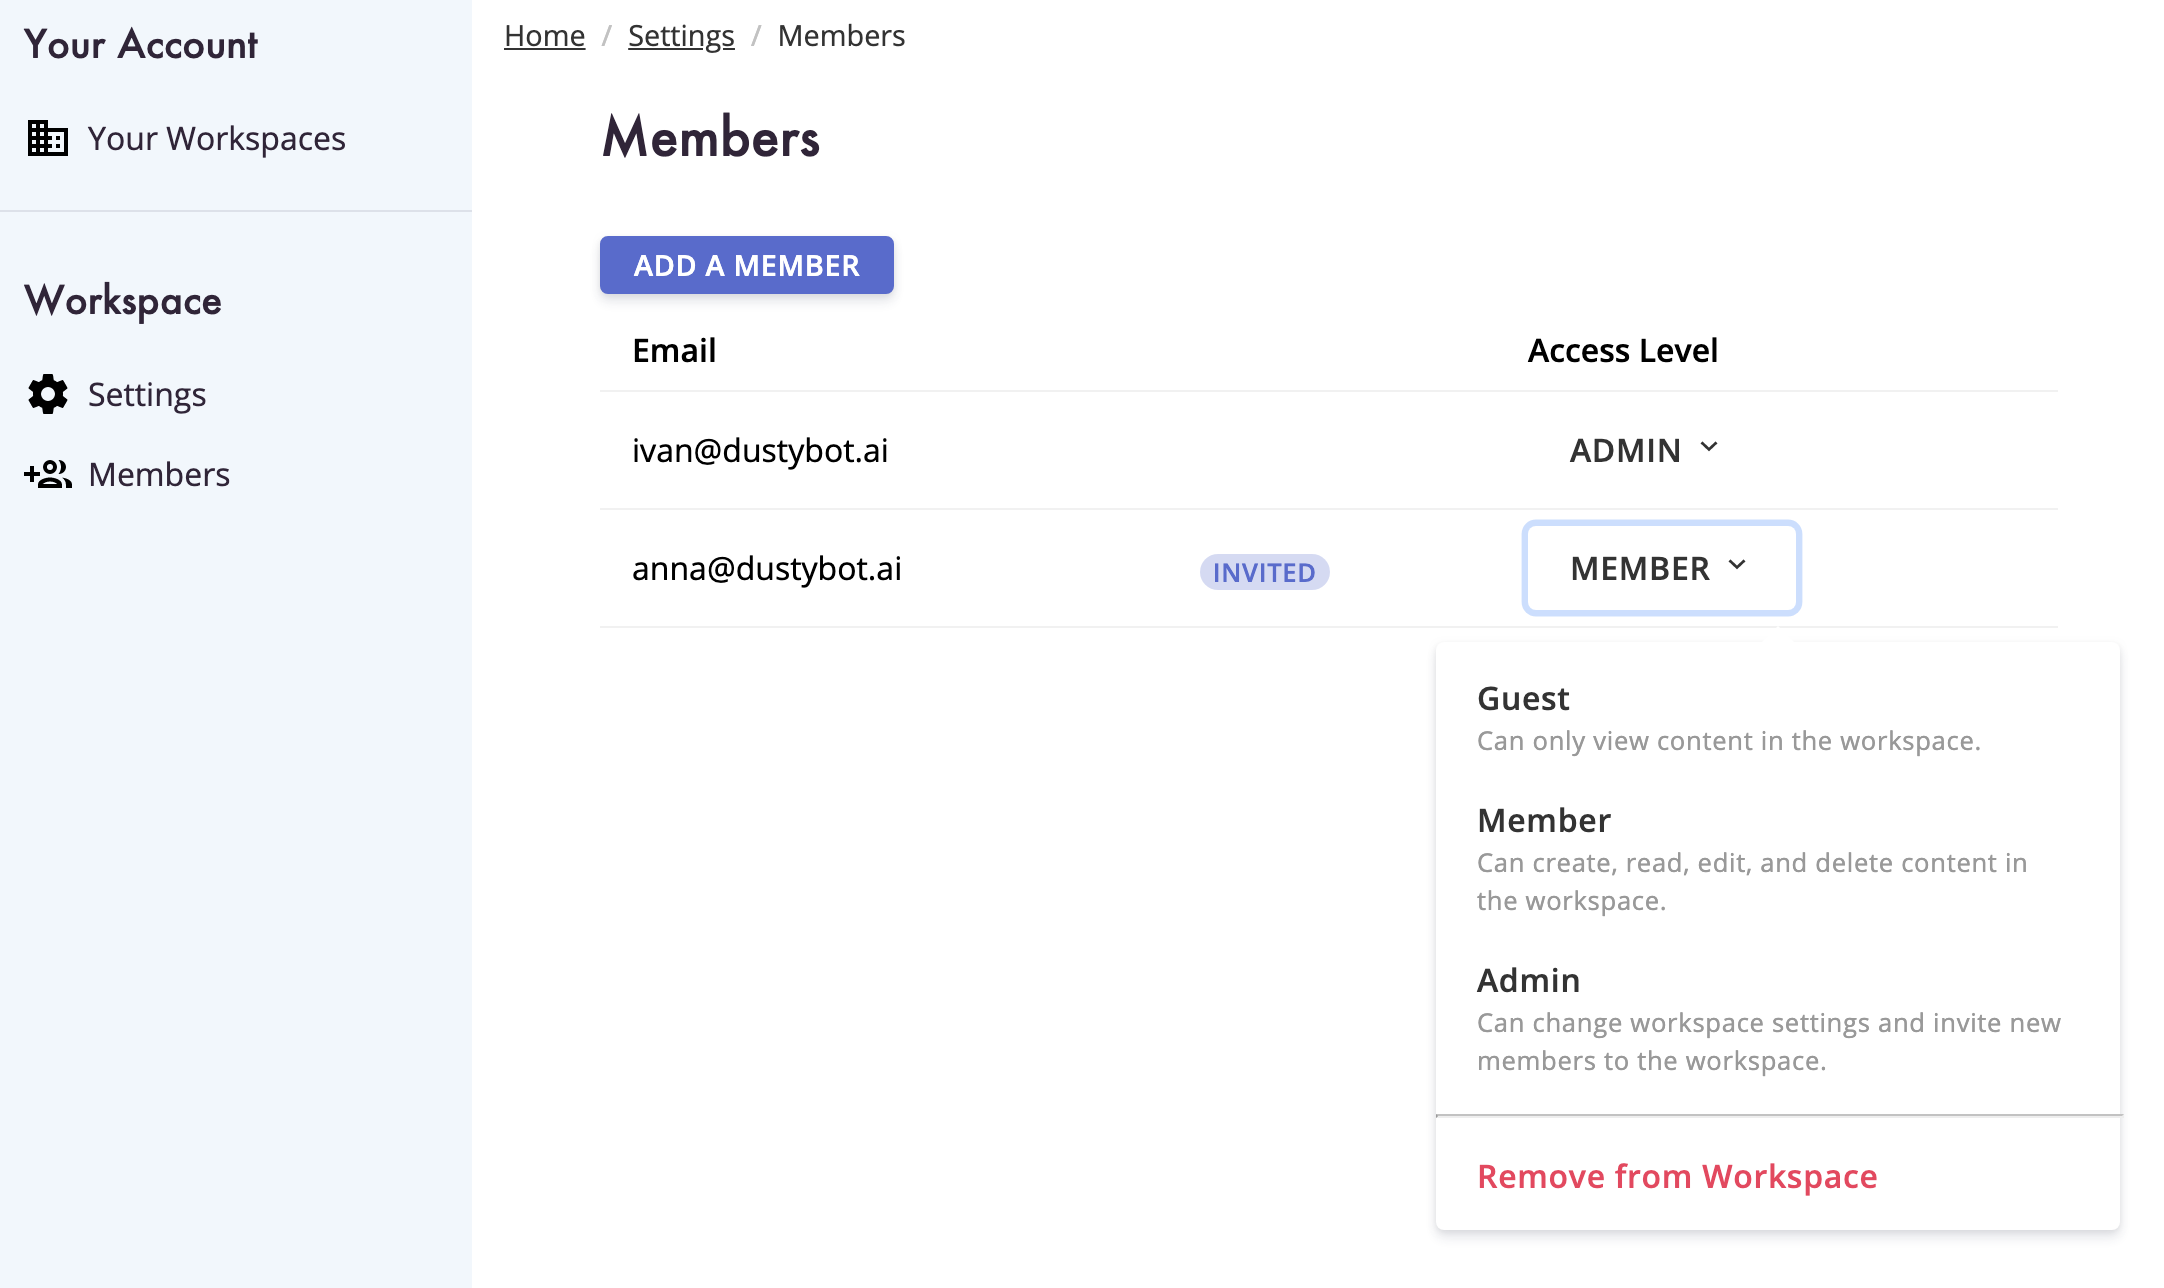 Your Account
Your Workspaces
Workspace
Settings
Members
Home / Settings / Members
Members
ADD A MEMBER
Email Access Level
ivan@dustybot.ai ADMIN
anna@dustybot.ai INVITED MEMBER
Guest
Can only view content in the workspace.
Member
Can create, read, edit, and delete content in
the workspace.
Admin
Can change workspace settings and invite new
members to the workspace.
Remove from Workspace